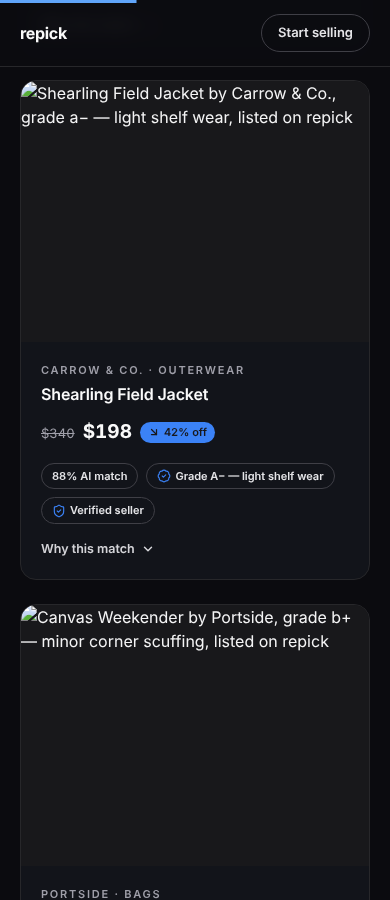 repick
Start selling
Shearling Field Jacket by Carrow & Co.,
grade a− — light shelf wear, listed on repick
CARROW & CO. · OUTERWEAR
Shearling Field Jacket
$340 $198 42% off
88% AI match
Grade A− — light shelf wear
Verified seller
Why this match
Canvas Weekender by Portside, grade b+
— minor corner scuffing, listed on repick
PORTSIDE · BAGS